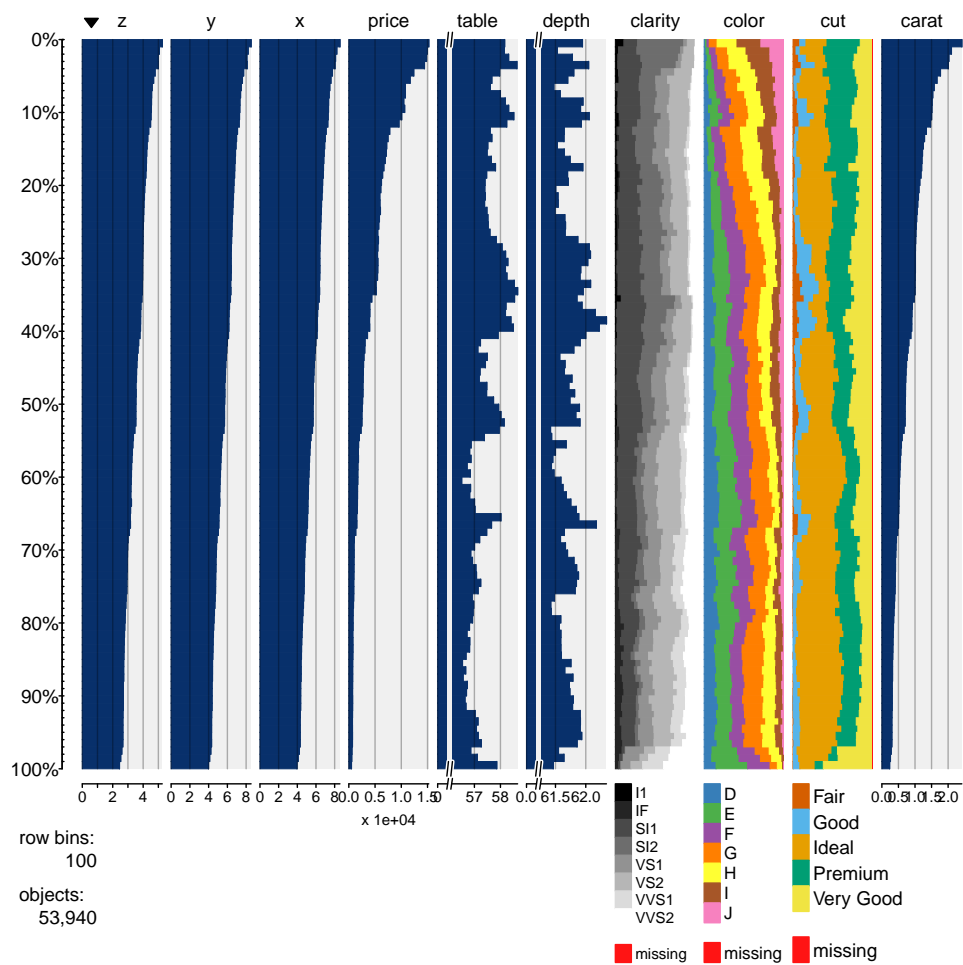 z y x price table depth clarity color cut carat
0%
10%
20%
30%
40%
50%
60%
70%
80%
90%
100%
0 2 4 0 2 4 6 8 0 2 4 6 8 0.0 0.5 1.0 1.5 0 57 58 0.0 61.5 62.0 0.0 0.5 1.0 1.5 2.0
x 1e+04
row bins:
100
objects:
53,940
I1
IF
SI1
SI2
VS1
VS2
VVS1
VVS2
missing
D
E
F
G
H
I
J
missing
Fair
Good
Ideal
Premium
Very Good
missing